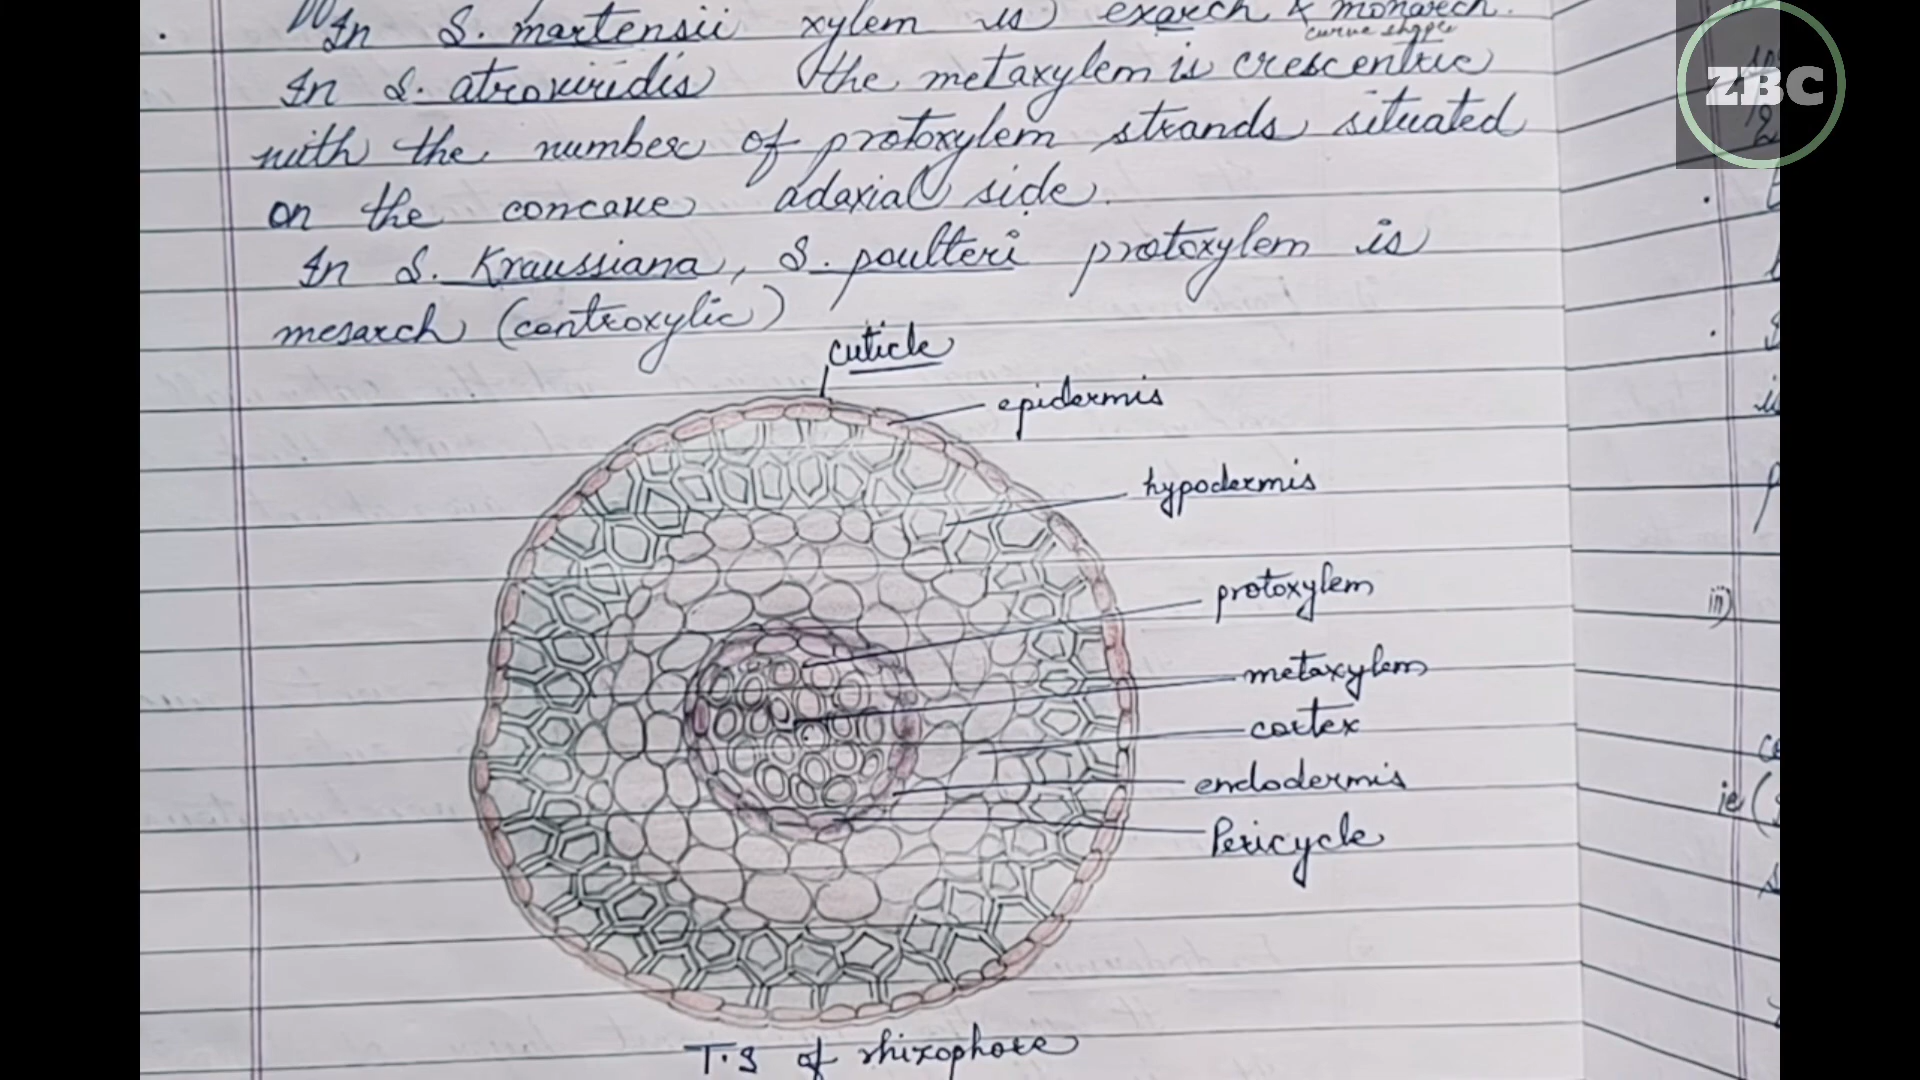 In S. martensii xylem is exarch & monarch.
curve shape
In S. atroviridis the metaxylem is crescentric
with the number of protoxylem strands situated
on the concave adaxial side.
In S. Kraussiana, S. poulteri protoxylem is
mesarch (centroxylic)
cuticle
epidermis
hypodermis
protoxylem
metaxylem
cortex
endodermis
Pericycle
T.S of rhizophore
ZBC
iii)